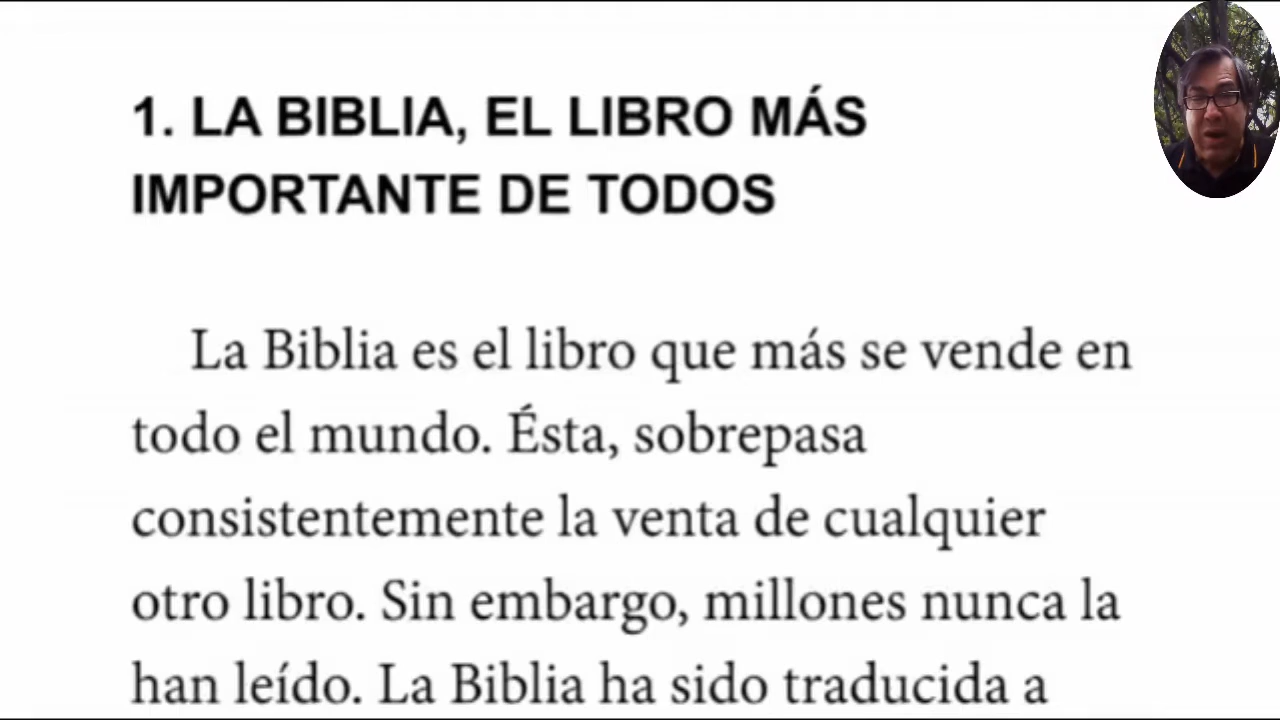 1. LA BIBLIA, EL LIBRO MÁS
IMPORTANTE DE TODOS
La Biblia es el libro que más se vende en
todo el mundo. Ésta, sobrepasa
consistentemente la venta de cualquier
otro libro. Sin embargo, millones nunca la
han leído. La Biblia ha sido traducida a